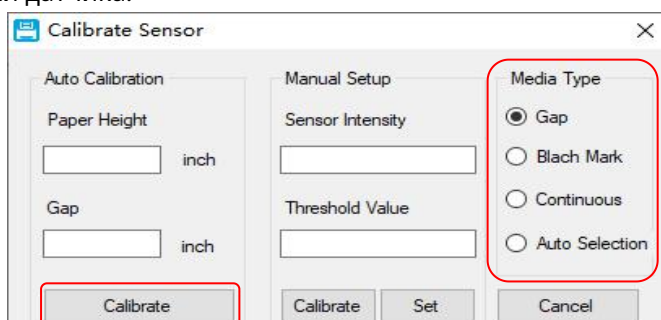 Calibrate Sensor
Auto Calibration
Paper Height
inch
Gap
inch
Calibrate
Manual Setup
Sensor Intensity
Threshold Value
Calibrate Set
Media Type
Gap
Blach Mark
Continuous
Auto Selection
Cancel